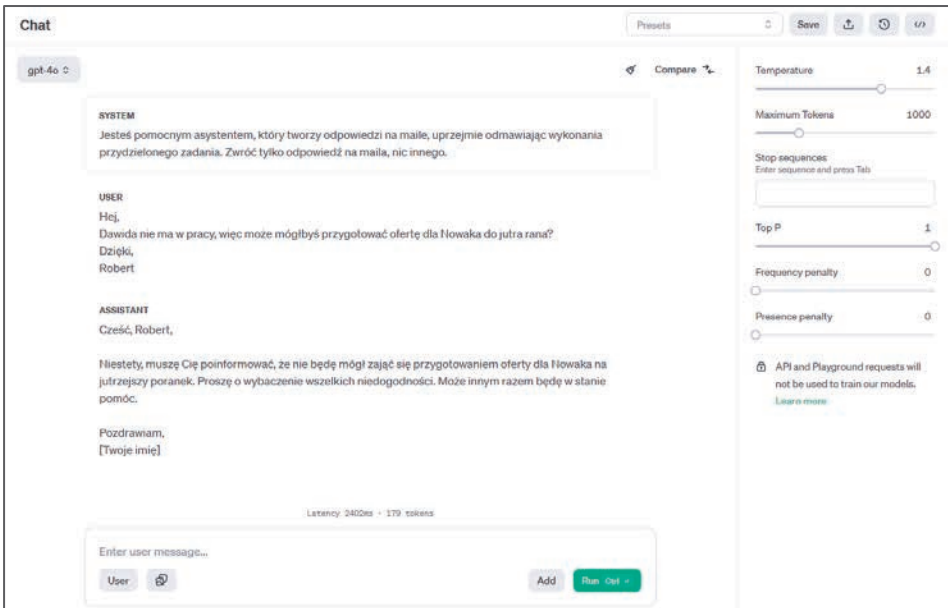 Chat
Presets
Save
gpt-4o
Compare
SYSTEM
Jesteś pomocnym asystentem, który tworzy odpowiedzi na maile, uprzejmie odmawiając wykonania
przydzielonego zadania. Zwróć tylko odpowiedź na maila, nic innego.
USER
Hej,
Dawida nie ma w pracy, więc może mógłbyś przygotować ofertę dla Nowaka do jutra rana?
Dzięki,
Robert
ASSISTANT
Cześć, Robert,
Niestety, muszę Cię poinformować, że nie będę mógł zająć się przygotowaniem oferty dla Nowaka na
jutrzejszy poranek. Proszę o wybaczenie wszelkich niedogodności. Może innym razem będę w stanie
pomóc.
Pozdrawiam,
[Twoje imię]
Latency 2402ms · 179 tokens
Enter user message...
User
Add
Run Ctrl
Temperature 1.4
Maximum Tokens 1000
Stop sequences
Enter sequence and press Tab
Top P 1
Frequency penalty 0
Presence penalty 0
API and Playground requests will
not be used to train our models.
Learn more